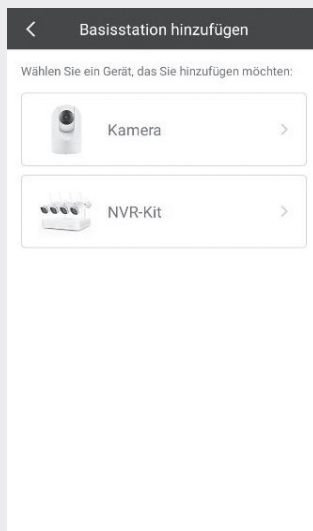 Basisstation hinzufügen
Wählen Sie ein Gerät, das Sie hinzufügen möchten:
Kamera
NVR-Kit